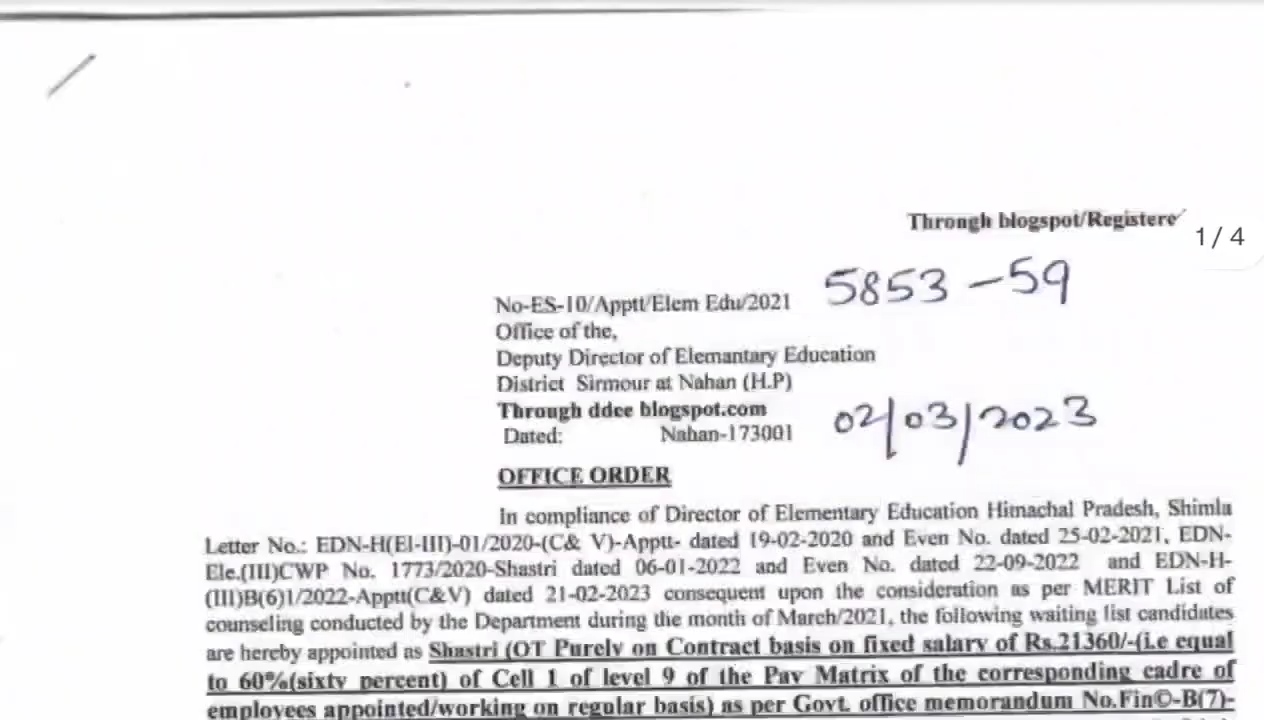 Through blogspot/Registere
1 / 4
No-ES-10/Apptt/Elem Edu/2021 5853-59
Office of the,
Deputy Director of Elemantary Education
District Sirmour at Nahan (H.P)
Through ddee blogspot.com
Dated: Nahan-173001 02/03/2023
OFFICE ORDER
In compliance of Director of Elementary Education Himachal Pradesh, Shimla
Letter No.: EDN-H(El-III)-01/2020-(C& V)-Apptt- dated 19-02-2020 and Even No. dated 25-02-2021, EDN-
Ele.(III)CWP No. 1773/2020-Shastri dated 06-01-2022 and Even No. dated 22-09-2022 and EDN-H-
(III)B(6)1/2022-Apptt(C&V) dated 21-02-2023 consequent upon the consideration as per MERIT List of
counseling conducted by the Department during the month of March/2021, the following waiting list candidates
are hereby appointed as Shastri (OT Purely on Contract basis on fixed salary of Rs.21360/-(i.e equal
to 60%(sixty percent) of Cell 1 of level 9 of the Pay Matrix of the corresponding cadre of
employees appointed/working on regular basis) as per Govt. office memorandum No.Fin©-B(7)-